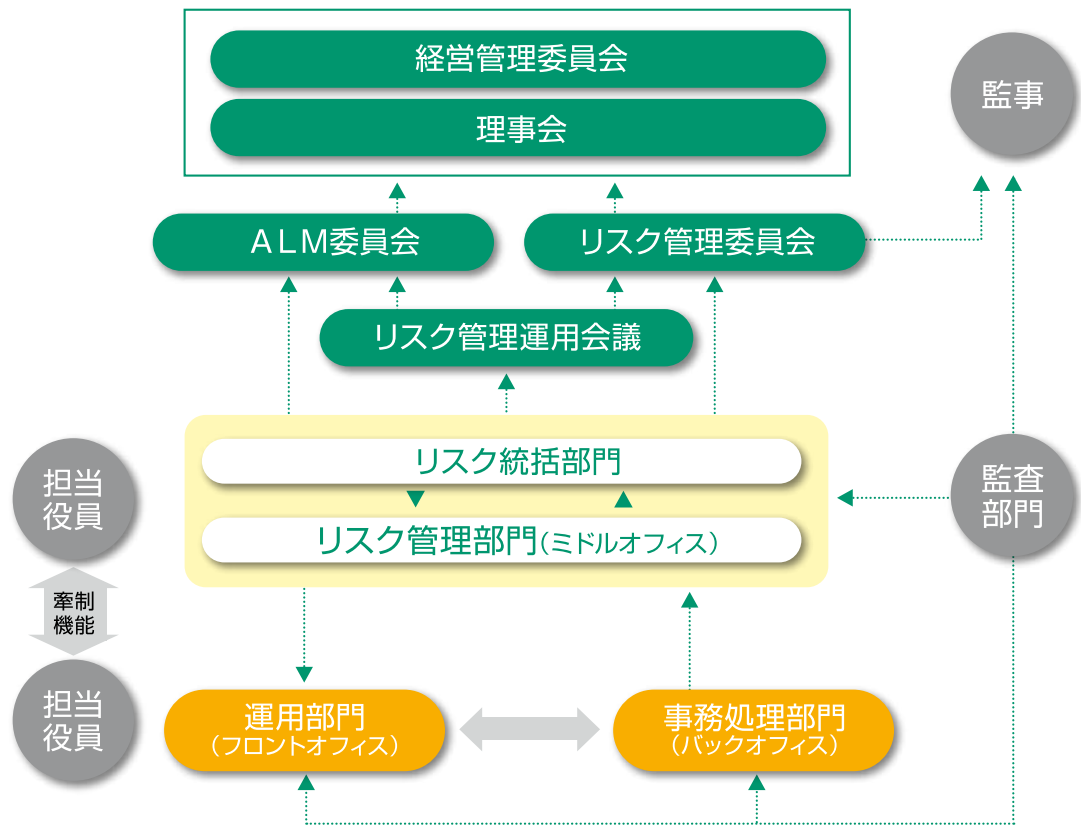 経営管理委員会
理事会
監事
ALM委員会
リスク管理委員会
リスク管理運用会議
リスク統括部門
リスク管理部門(ミドルオフィス)
担当
役員
監査
部門
牽制
機能
担当
役員
運用部門
(フロントオフィス)
事務処理部門
(バックオフィス)